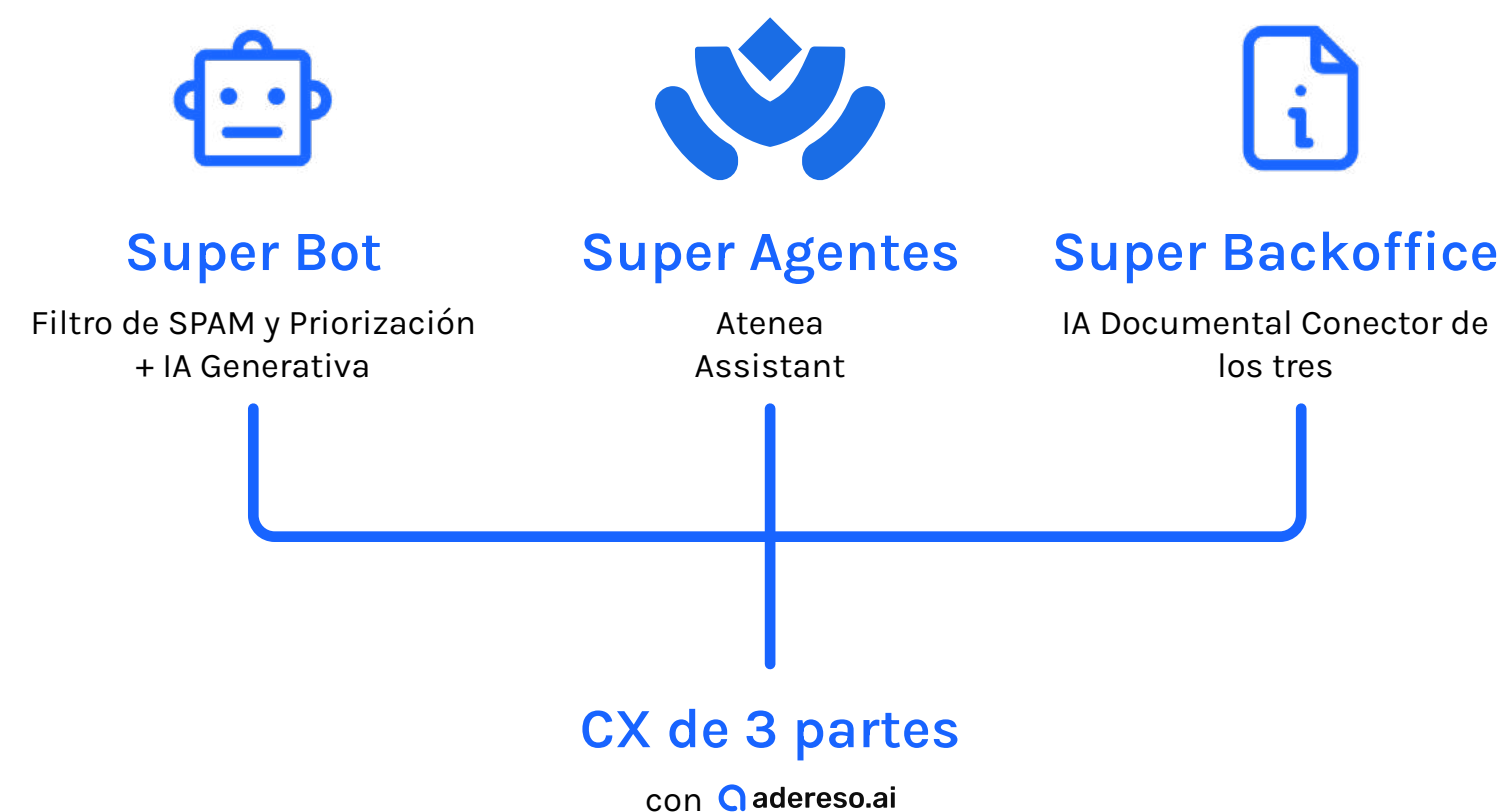 Super Bot
Filtro de SPAM y Priorización
+ IA Generativa
Super Agentes
Atenea
Assistant
Super Backoffice
IA Documental Conector de
los tres
CX de 3 partes
con adereso.ai